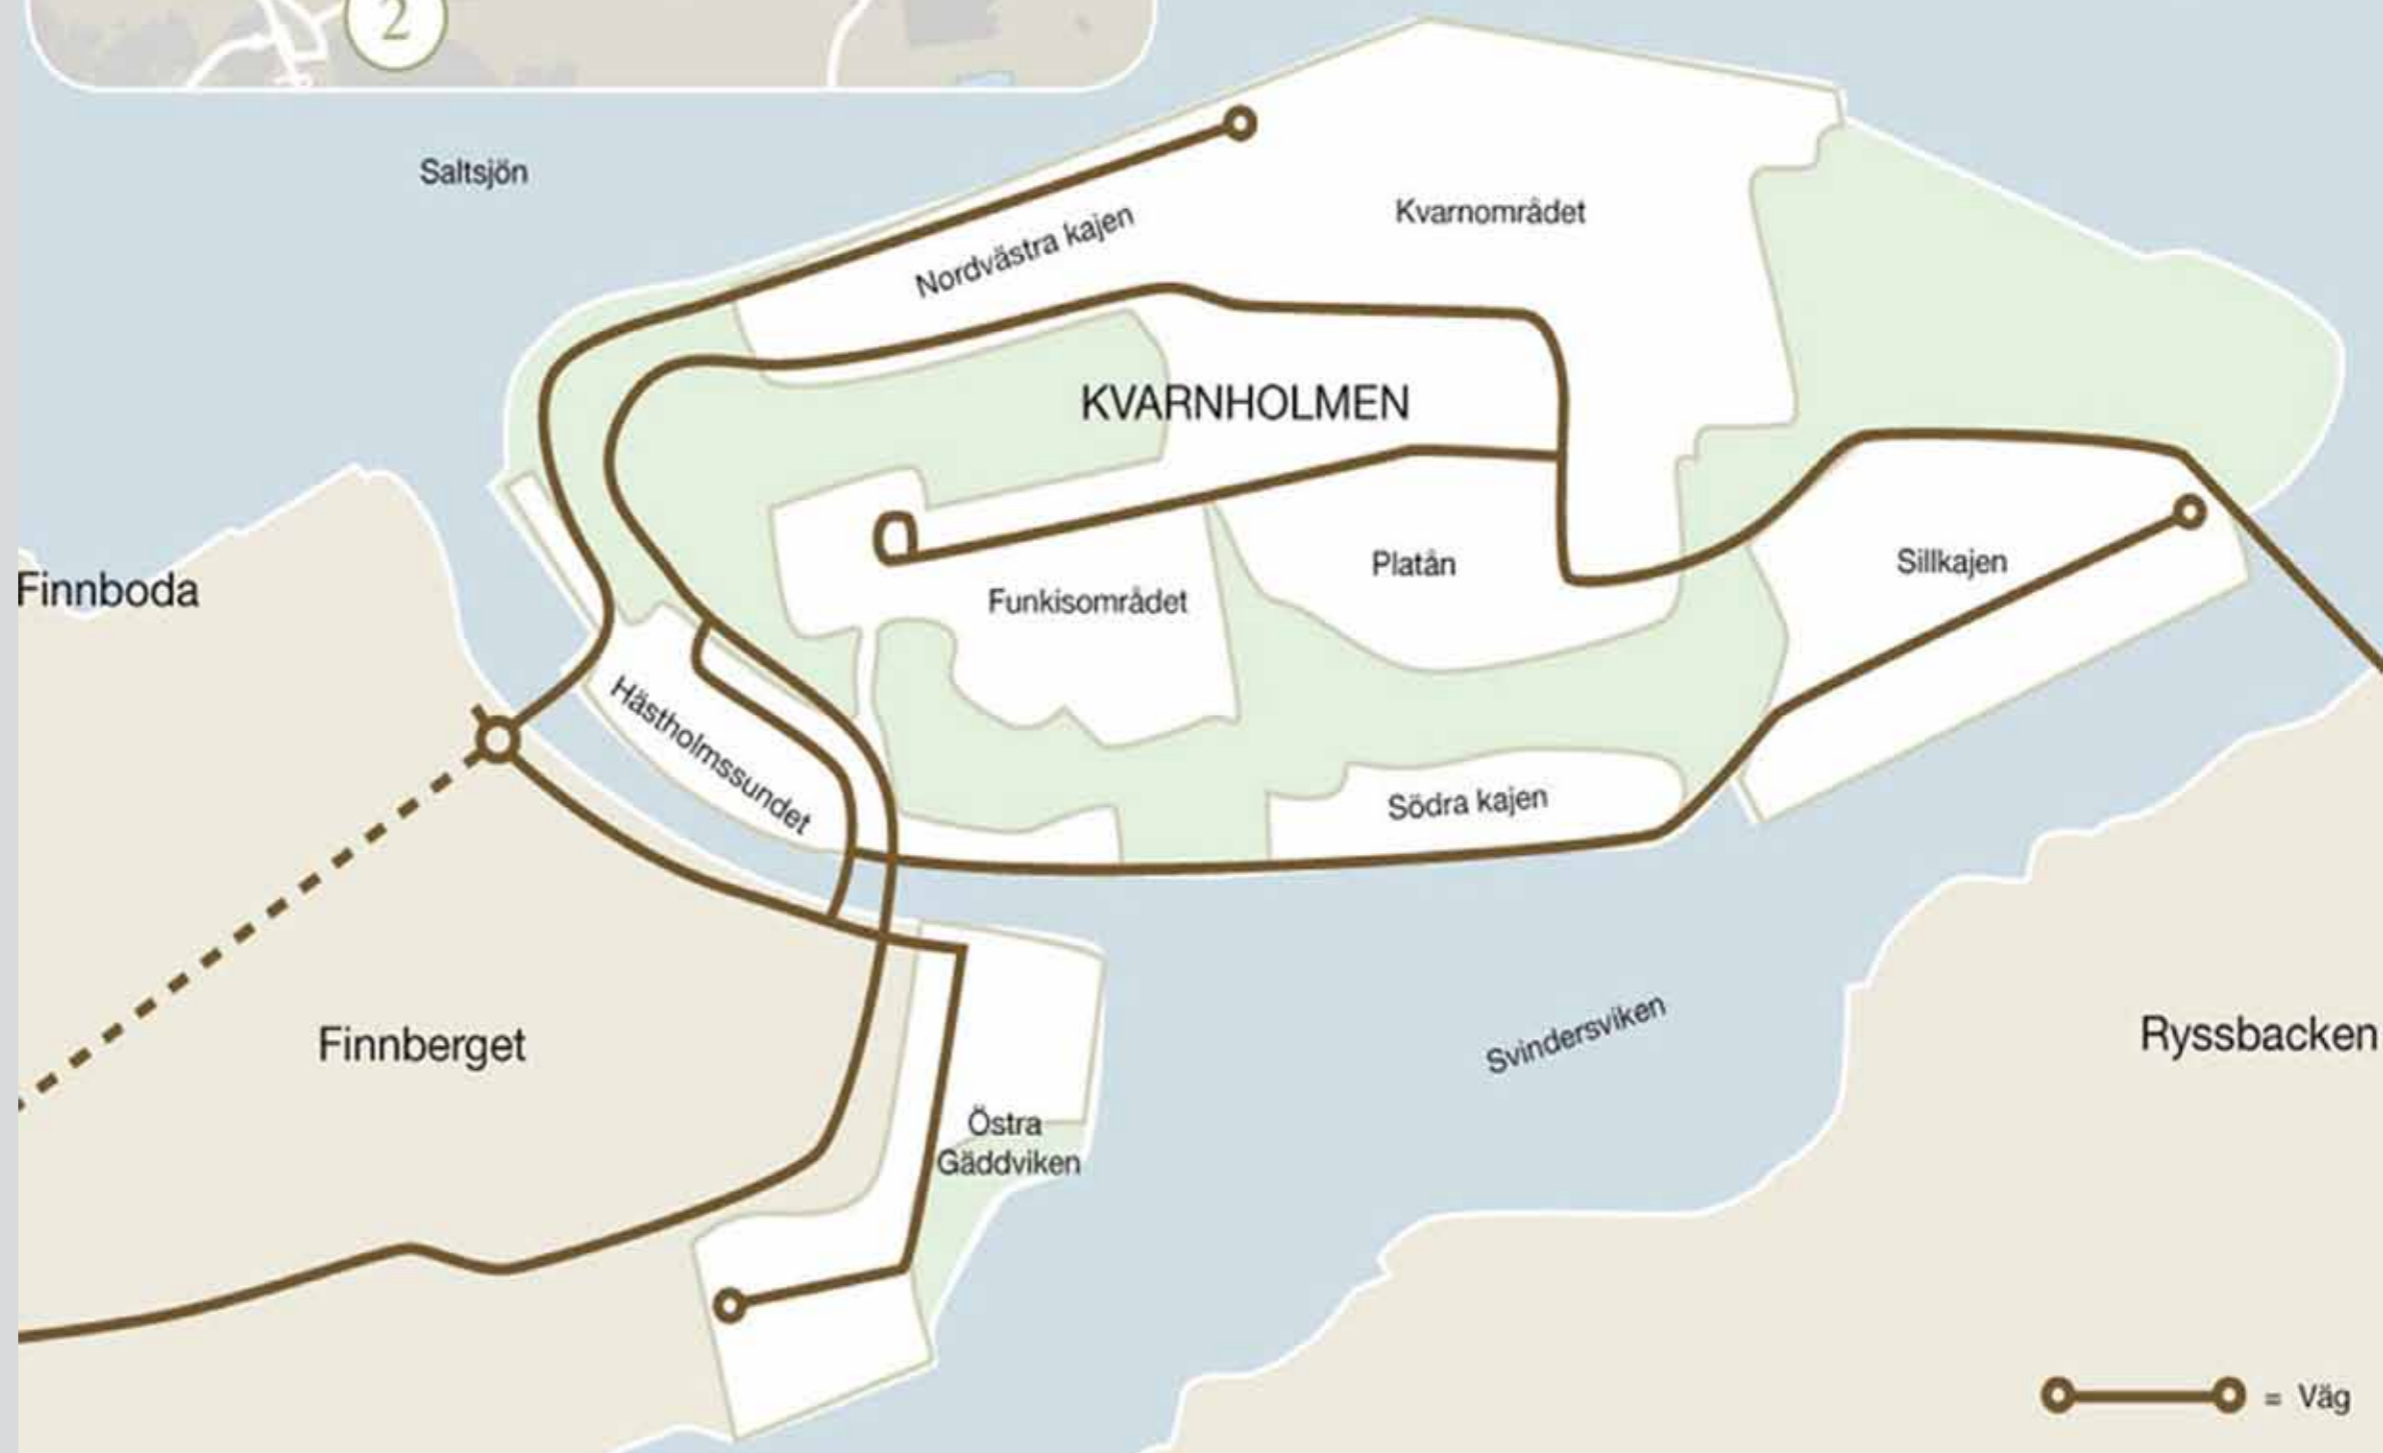 2
Saltsjön
Kvarnområdet
Nordvästra kajen
KVARNHOLMEN
Platån
Sillkajen
Finnboda
Funkisområdet
Hästholmssundet
Södra kajen
Finnberget
Svindersviken
Ryssbacken
Östra
Gäddviken
= Väg